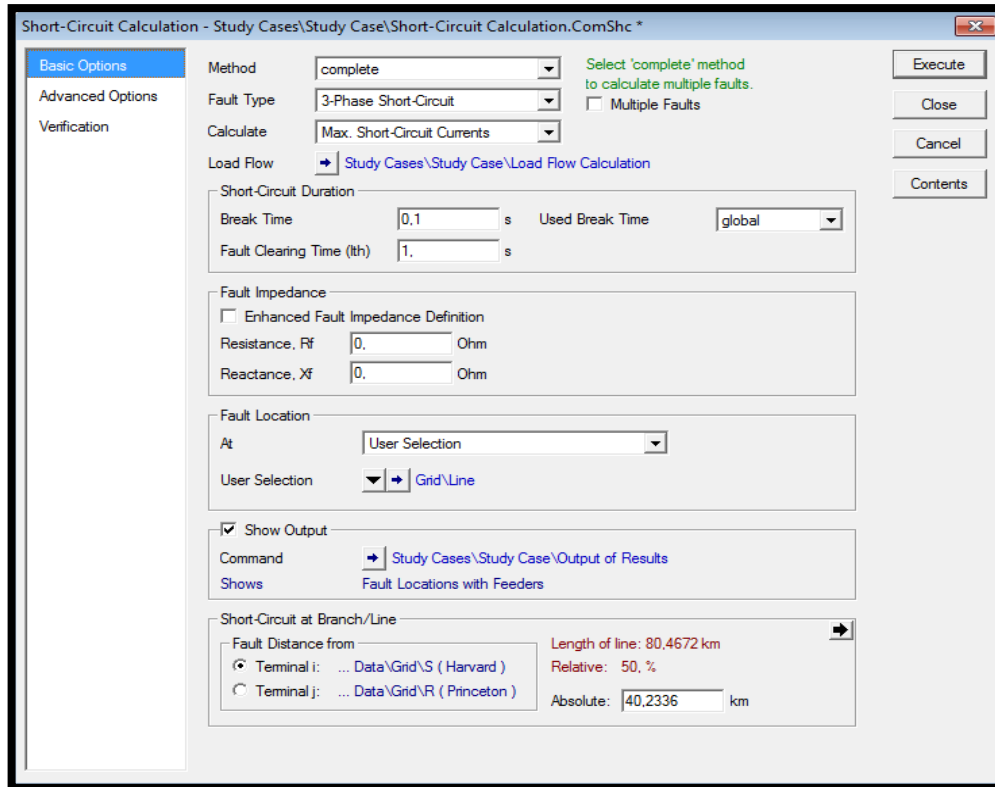 Short-Circuit Calculation - Study Cases\Study Case\Short-Circuit Calculation.ComShc *
Basic Options
Advanced Options
Verification
Method complete
Select 'complete' method
to calculate multiple faults.
Fault Type 3-Phase Short-Circuit
Multiple Faults
Calculate Max. Short-Circuit Currents
Load Flow Study Cases\Study Case\Load Flow Calculation
Execute
Close
Cancel
Contents
Short-Circuit Duration
Break Time 0,1 s Used Break Time global
Fault Clearing Time (Ith) 1, s
Fault Impedance
Enhanced Fault Impedance Definition
Resistance, Rf 0, Ohm
Reactance, Xf 0, Ohm
Fault Location
At User Selection
User Selection Grid\Line
Show Output
Command Study Cases\Study Case\Output of Results
Shows Fault Locations with Feeders
Short-Circuit at Branch/Line
Fault Distance from
Terminal i: ... Data\Grid\S ( Harvard )
Terminal j: ... Data\Grid\R ( Princeton )
Length of line: 80,4672 km
Relative: 50, %
Absolute: 40,2336 km